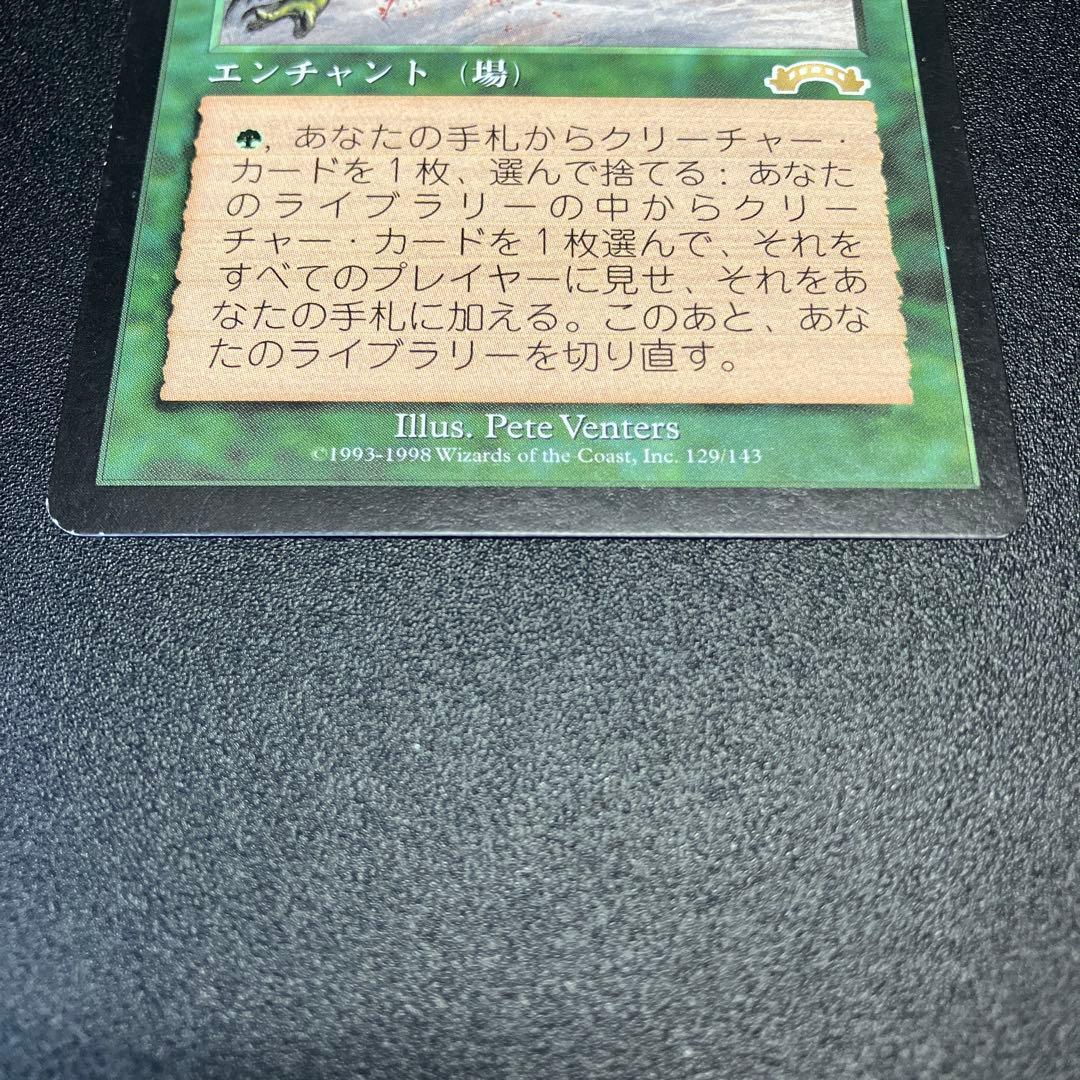 エンチャント（場）
, あなたの手札からクリーチャー・
カードを１枚、選んで捨てる：あなた
のライブラリーの中からクリー
チャー・カードを１枚選んで、それを
すべてのプレイヤーに見せ、それをあ
なたの手札に加える。このあと、あな
たのライブラリーを切り直す。
Illus. Pete Venters
©1993-1998 Wizards of the Coast, Inc. 129/143